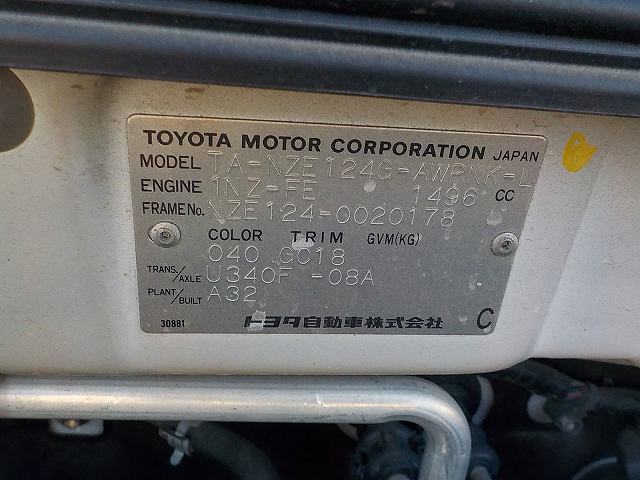 TOYOTA MOTOR CORPORATION JAPAN
MODEL TA-NZE124G-AWPNK-L
ENGINE 1NZ-FE 1496 CC
FRAME No. NZE124-0020178
COLOR TRIM GVM(KG)
040 GC18
TRANS./AXLE U340F -08A
PLANT/BUILT A32
30881 トヨタ自動車株式会社 C